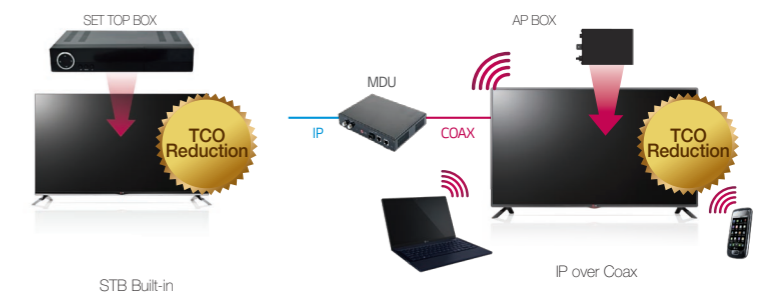 SET TOP BOX
AP BOX
MDU
IP
COAX
TCO
Reduction
TCO
Reduction
STB Built-in
IP over Coax